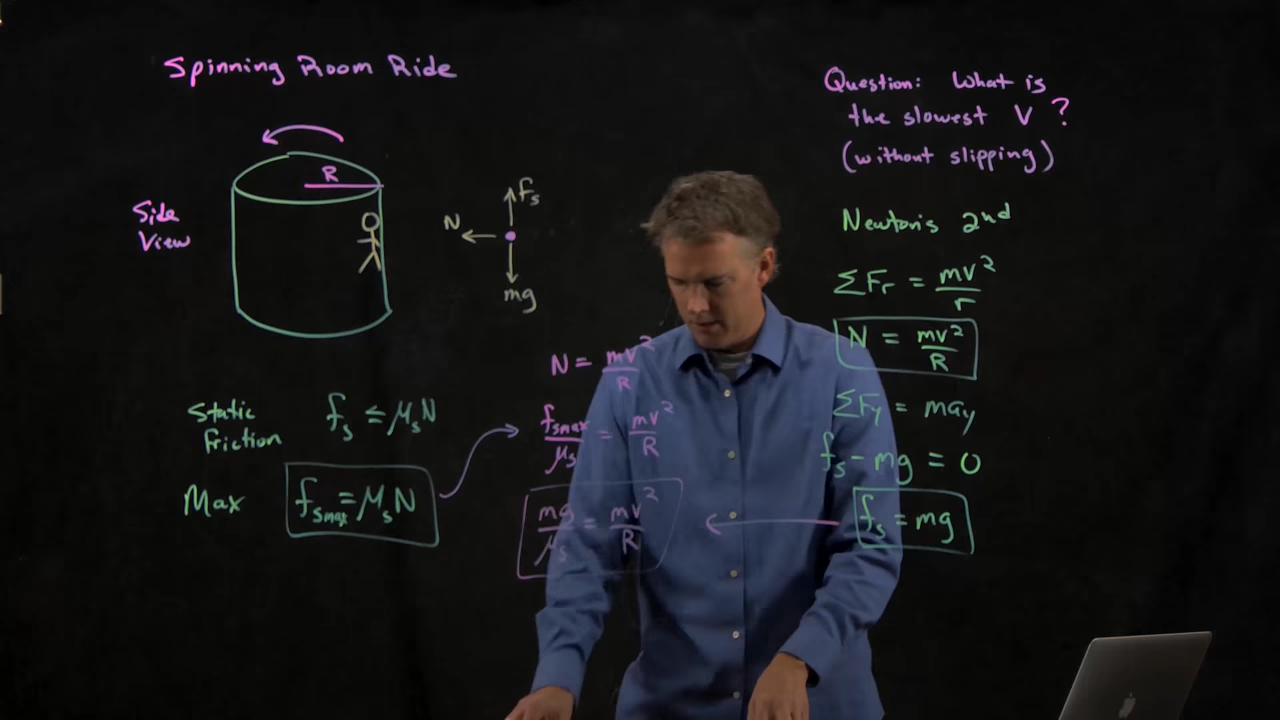 Spinning Room Ride
R
Side
View
N
fs
mg
Static
Friction
fs ≤ μsN
Max
fsmax = μsN
N = mv²/R
fsmax/μs = mv²/R
mg/μs = mv²/R
Question: What is
the slowest V ?
(without slipping)
Newton's 2nd
ΣFr = mv²/r
N = mv²/R
ΣFy = may
fs - mg = 0
fs = mg